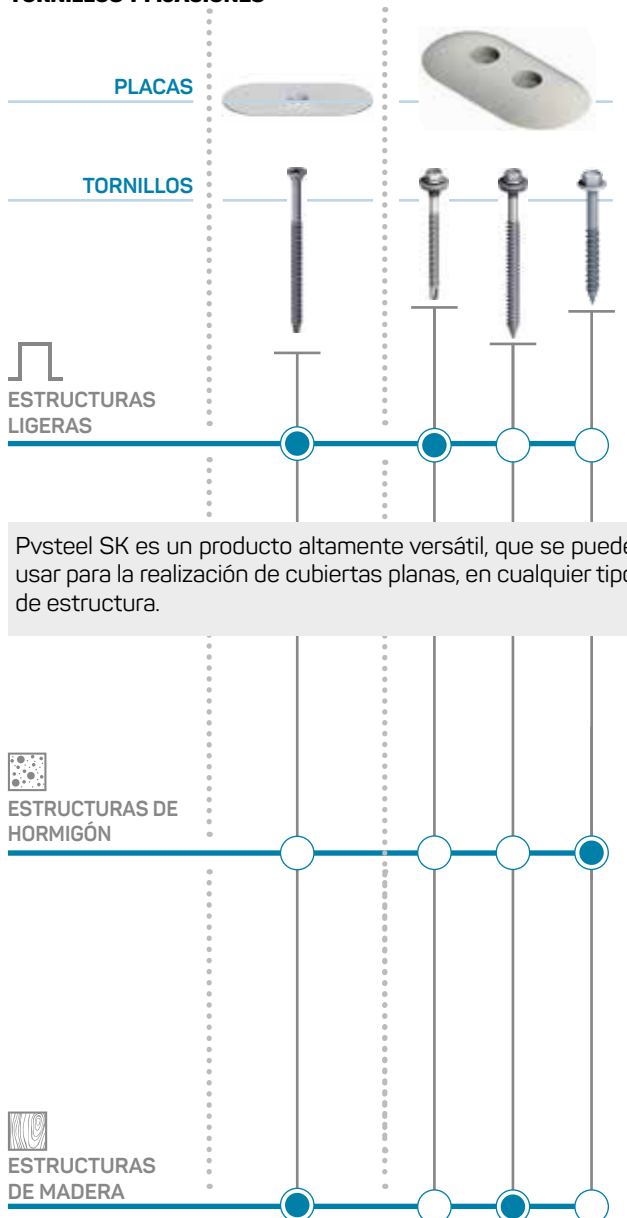 PLACAS
TORNILLOS
ESTRUCTURAS
LIGERAS
Pvsteel SK es un producto altamente versátil, que se puede
usar para la realización de cubiertas planas, en cualquier tipo
de estructura.
ESTRUCTURAS DE
HORMIGÓN
ESTRUCTURAS
DE MADERA